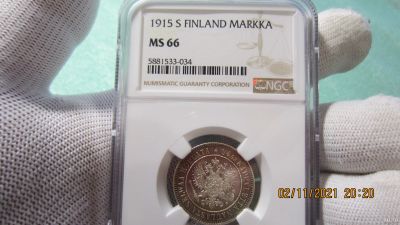 1915 S FINLAND MARKKA
MS 66
5881533-034
NUMISMATIC GUARANTY CORPORATION
NGC
02/11/2021 20:20